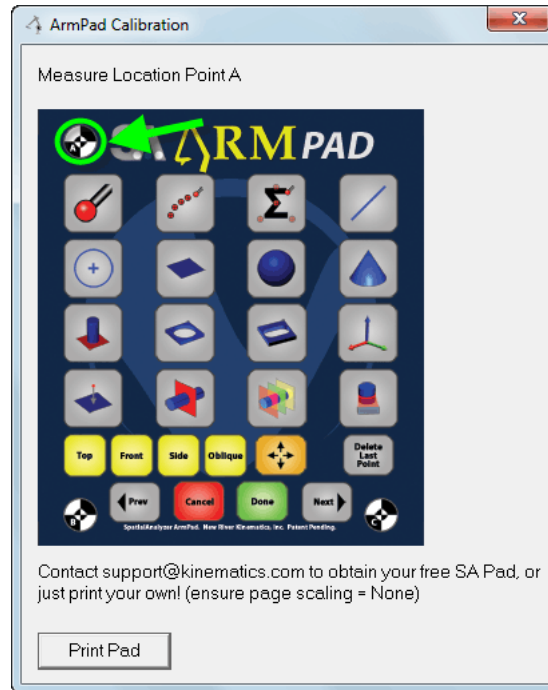 ArmPad Calibration
Measure Location Point A
A
SA ARMPAD
Top
Front
Side
Oblique
Delete
Last
Point
B
Prev
Cancel
Done
Next
C
SpatialAnalyzer ArmPad. New River Kinematics, Inc. Patent Pending.
Contact support@kinematics.com to obtain your free SA Pad, or
just print your own! (ensure page scaling = None)
Print Pad